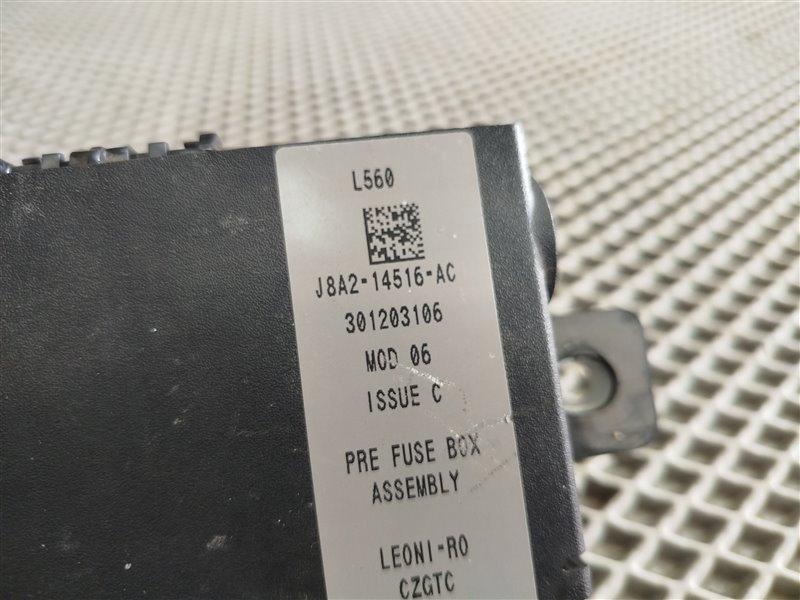 L560
J8A2-14516-AC
301203106
MOD 06
ISSUE C
PRE FUSE BOX
ASSEMBLY
LEONI-RO
CZGTC